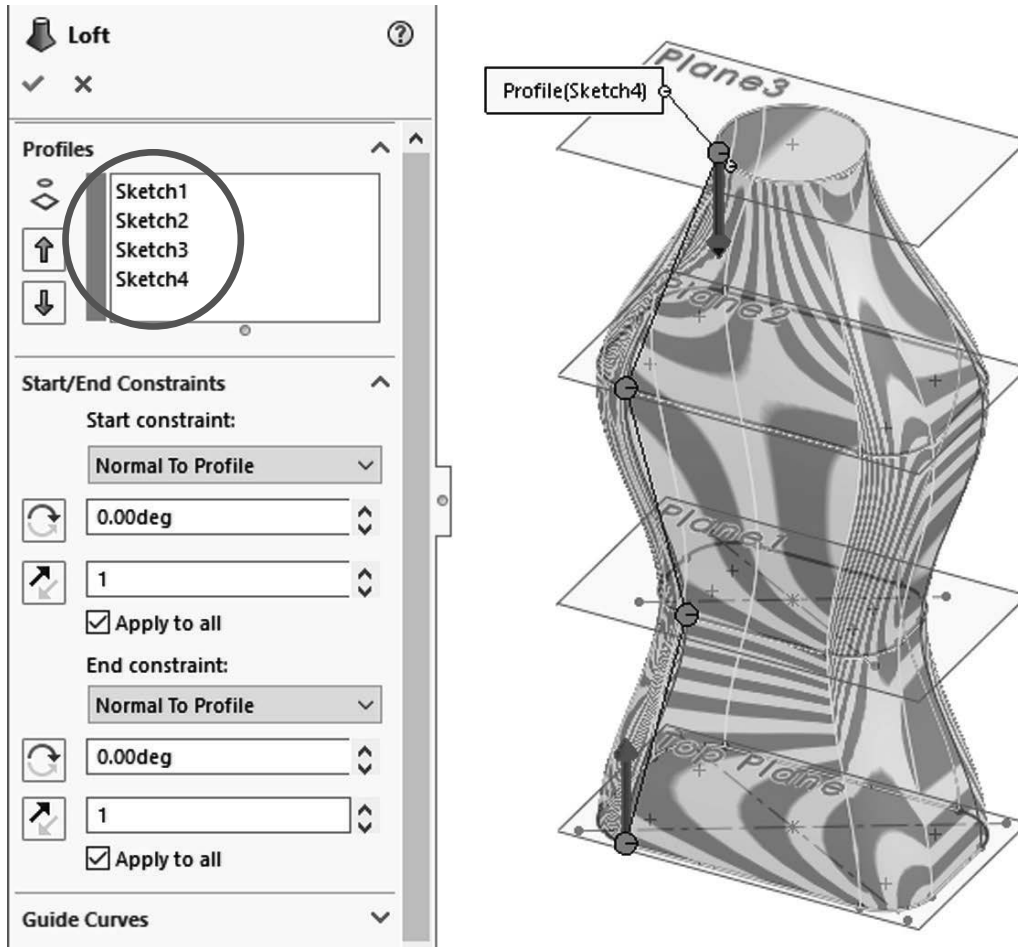 Loft
Profiles
Sketch1
Sketch2
Sketch3
Sketch4
Start/End Constraints
Start constraint:
Normal To Profile
0.00deg
1
Apply to all
End constraint:
Normal To Profile
0.00deg
1
Apply to all
Guide Curves
Plane3
Profile(Sketch4)
Plane2
Plane1
Top Plane